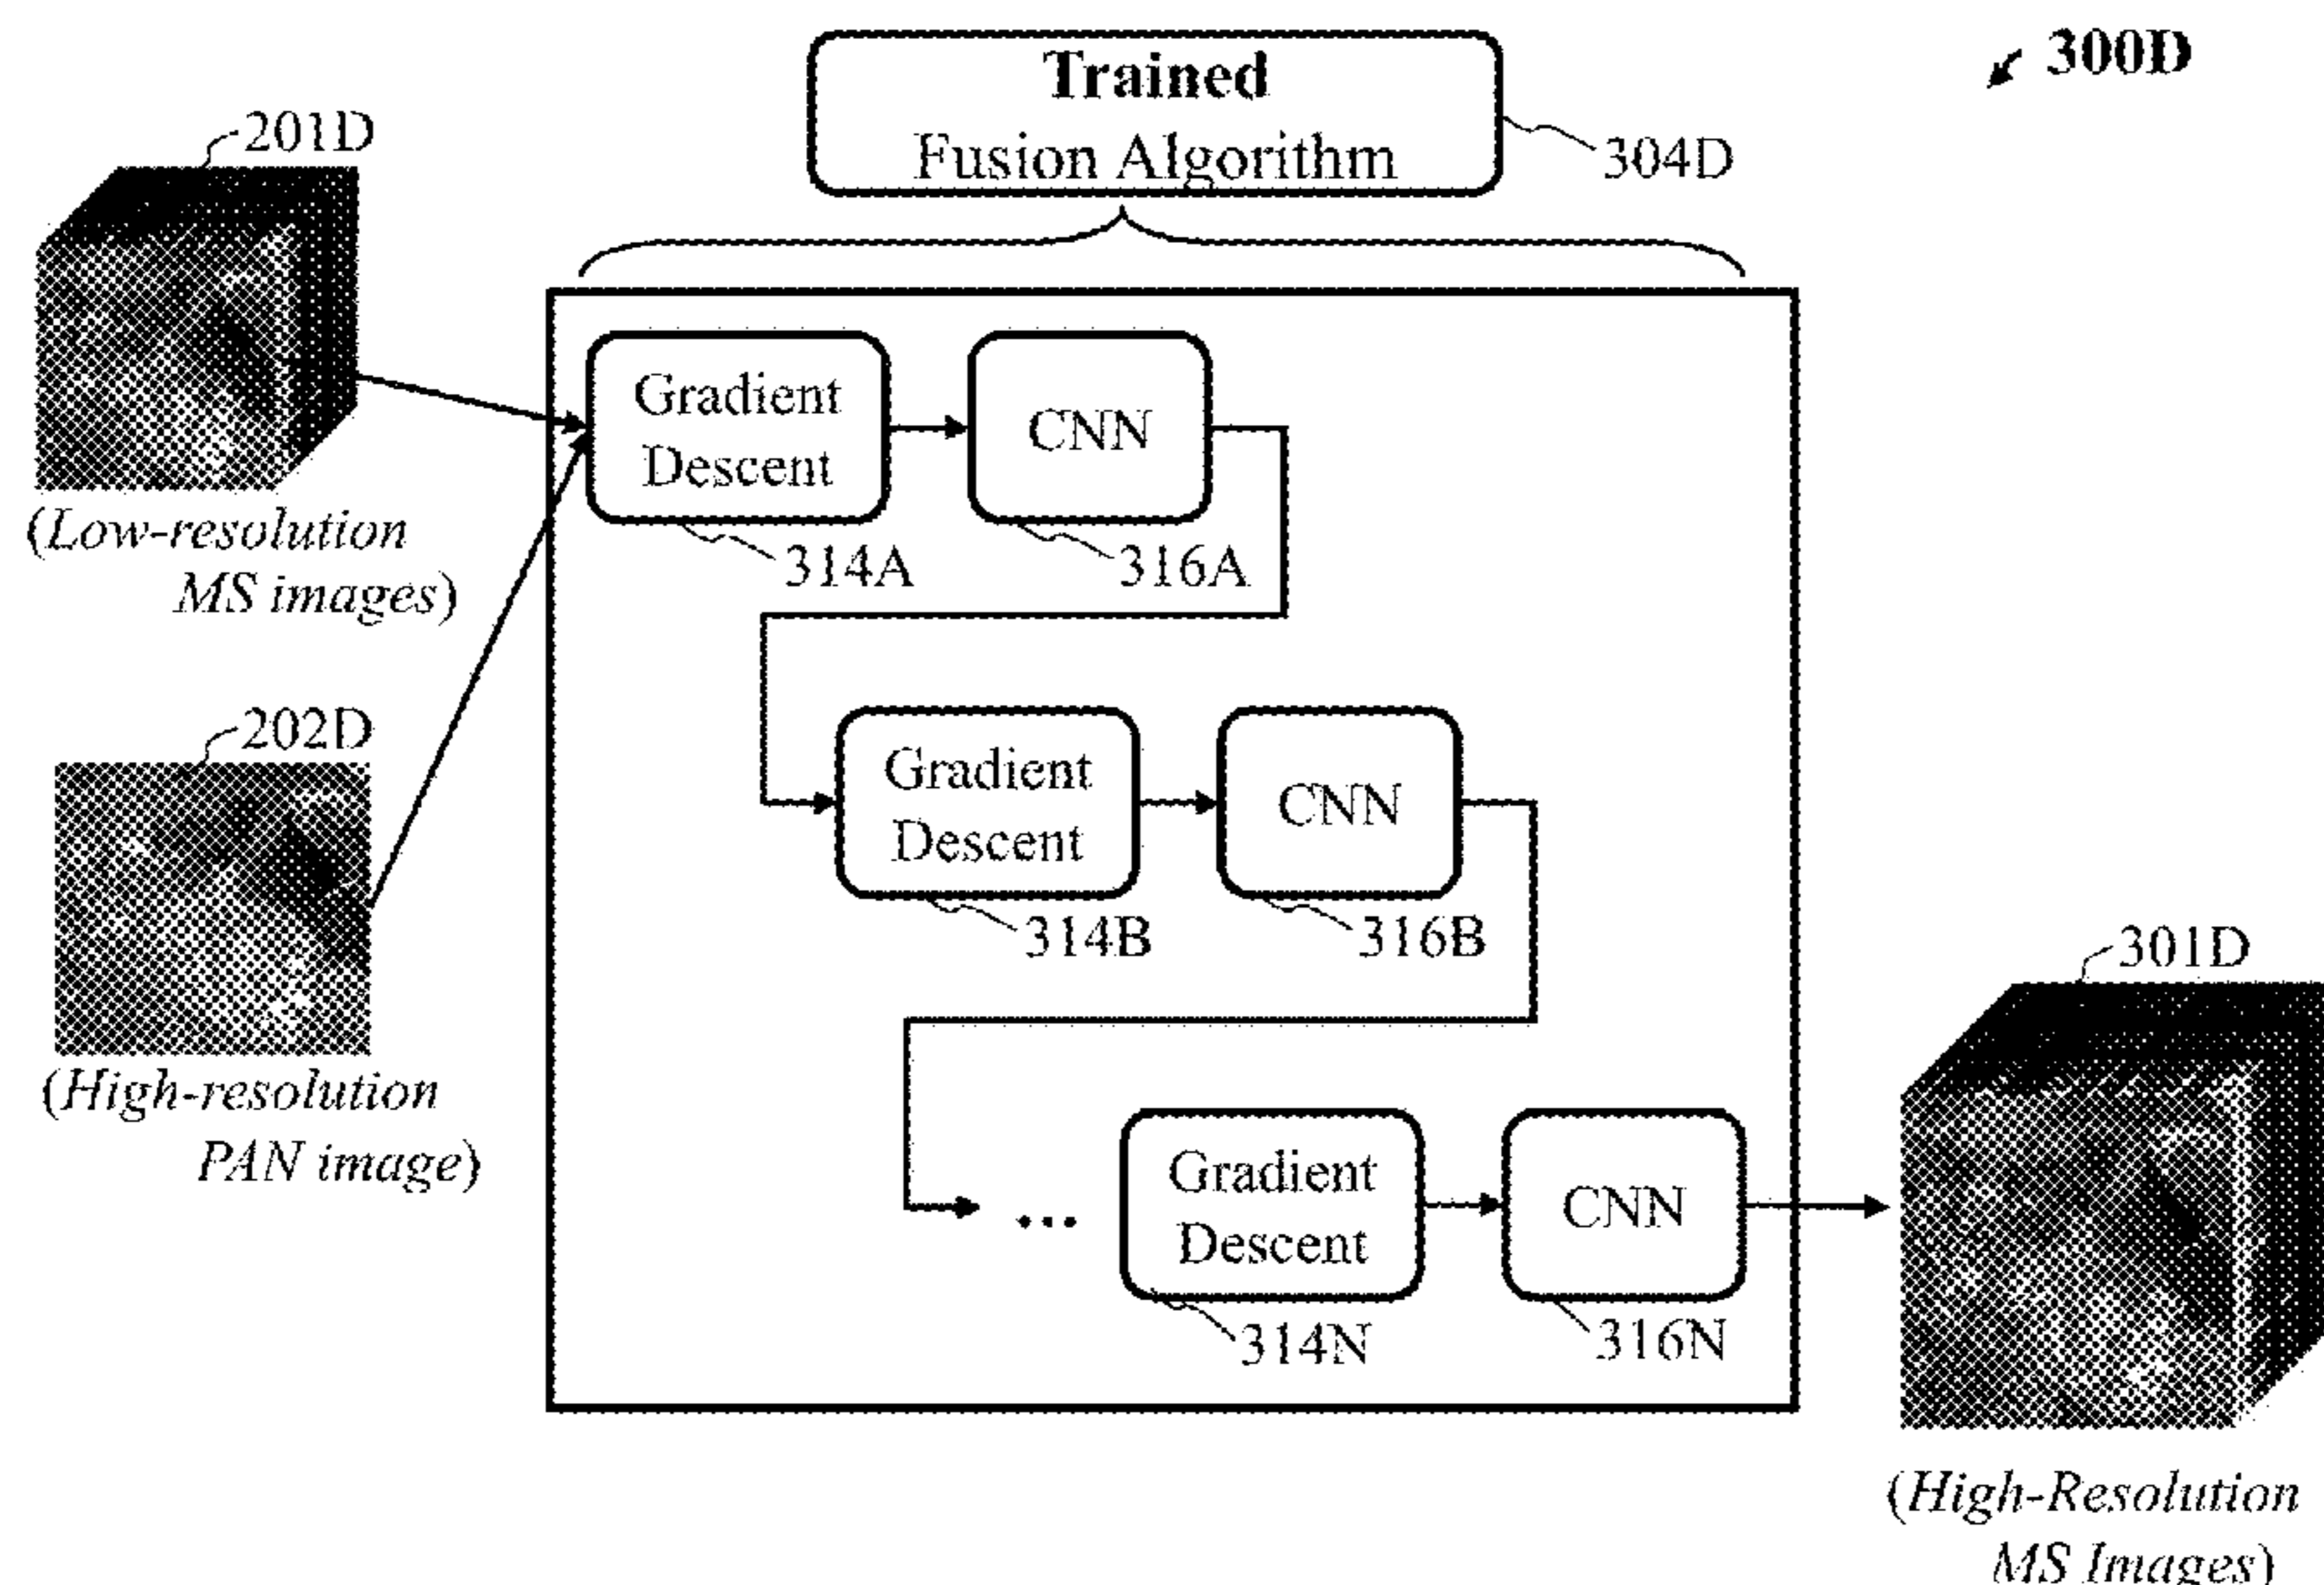 300D
Trained
Fusion Algorithm
304D
201D
(Low-resolution
MS images)
Gradient
Descent
CNN
314A
316A
202D
(High-resolution
PAN image)
Gradient
Descent
CNN
314B
316B
...
Gradient
Descent
CNN
314N
316N
301D
(High-Resolution
MS Images)